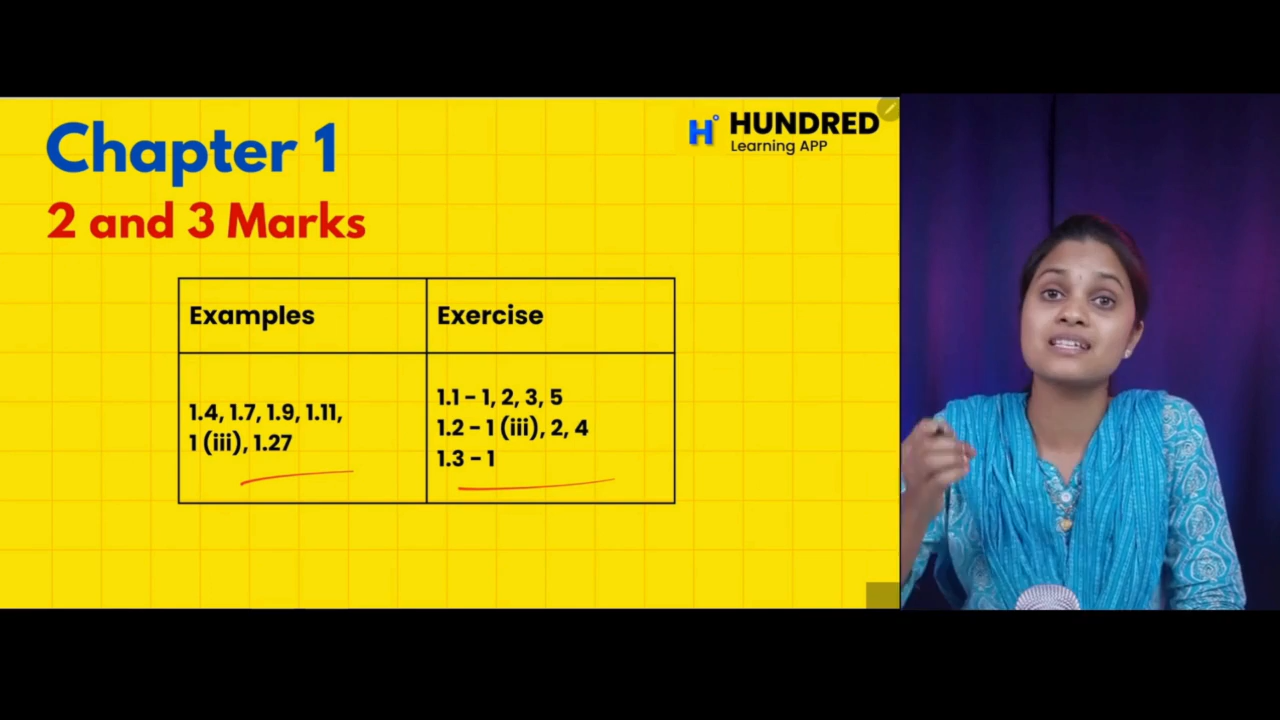 Chapter 1
2 and 3 Marks
H° HUNDRED
Learning APP
Examples
Exercise
1.4, 1.7, 1.9, 1.11,
1 (iii), 1.27
1.1 - 1, 2, 3, 5
1.2 - 1 (iii), 2, 4
1.3 - 1